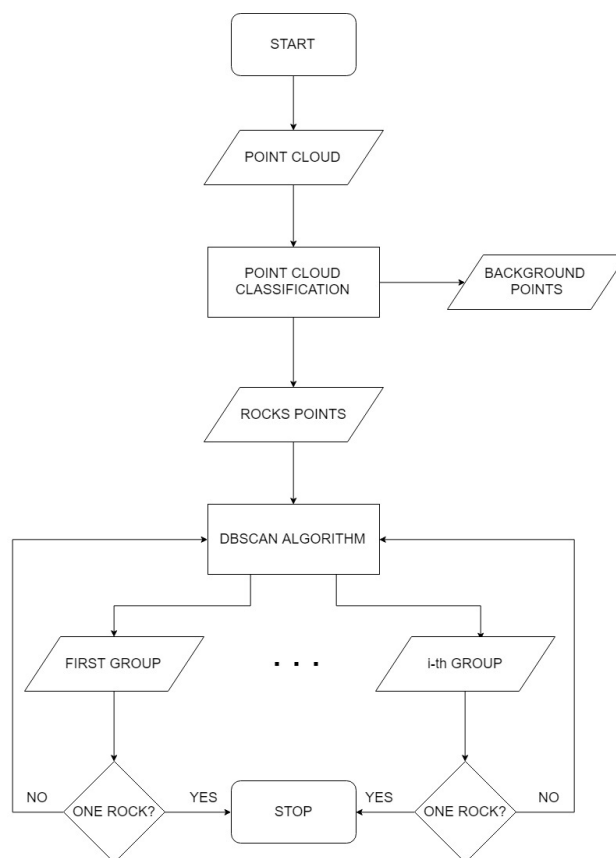 START
POINT CLOUD
POINT CLOUD
CLASSIFICATION
BACKGROUND
POINTS
ROCKS POINTS
DBSCAN ALGORITHM
FIRST GROUP
. . .
i-th GROUP
NO
ONE ROCK?
YES
STOP
YES
ONE ROCK?
NO